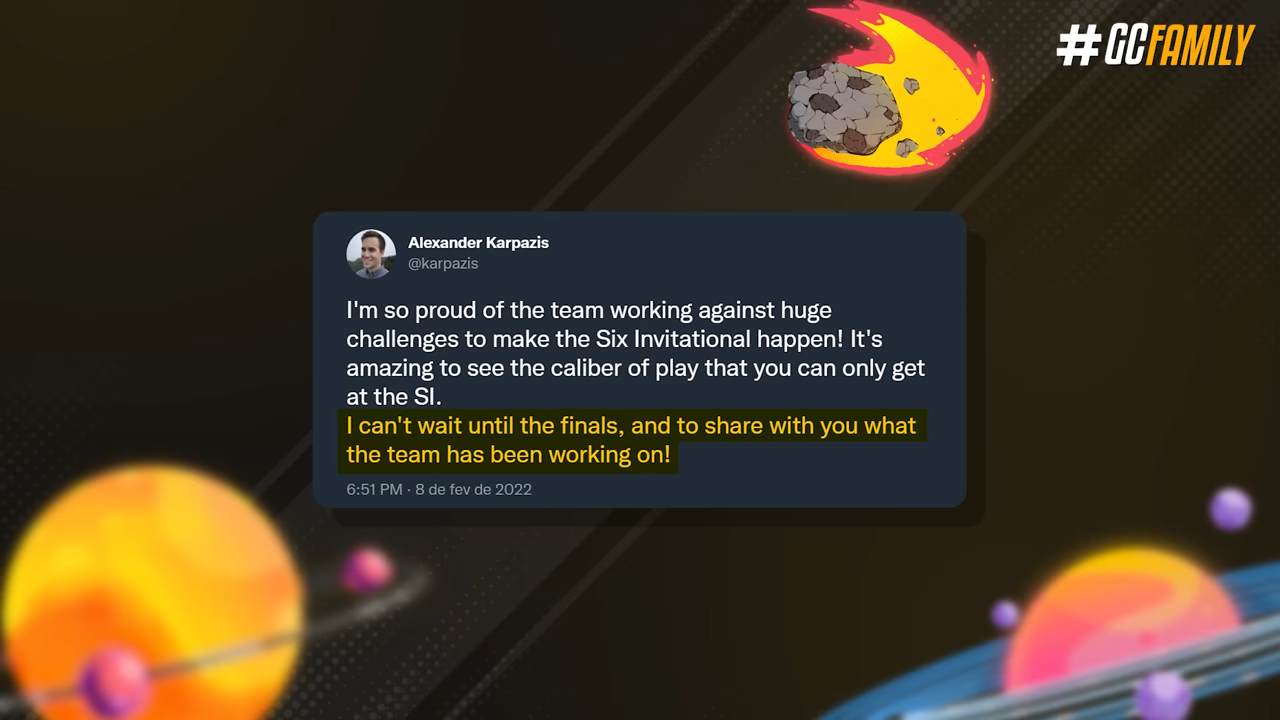 #GCFAMILY
Alexander Karpazis
@karpazis
I'm so proud of the team working against huge
challenges to make the Six Invitational happen! It's
amazing to see the caliber of play that you can only get
at the SI.
I can't wait until the finals, and to share with you what
the team has been working on!
6:51 PM · 8 de fev de 2022